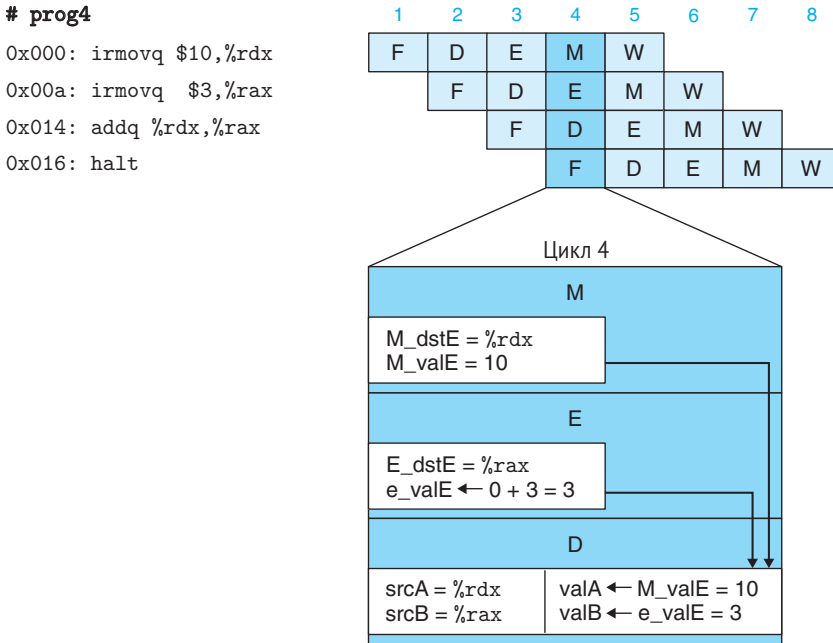 # prog4
1 2 3 4 5 6 7 8
0x000: irmovq $10,%rdx F D E M W
0x00a: irmovq $3,%rax F D E M W
0x014: addq %rdx,%rax F D E M W
0x016: halt F D E M W
Цикл 4
M
M_dstE = %rdx
M_valE = 10
E
E_dstE = %rax
e_valE ← 0 + 3 = 3
D
srcA = %rdx valA ← M_valE = 10
srcB = %rax valB ← e_valE = 3